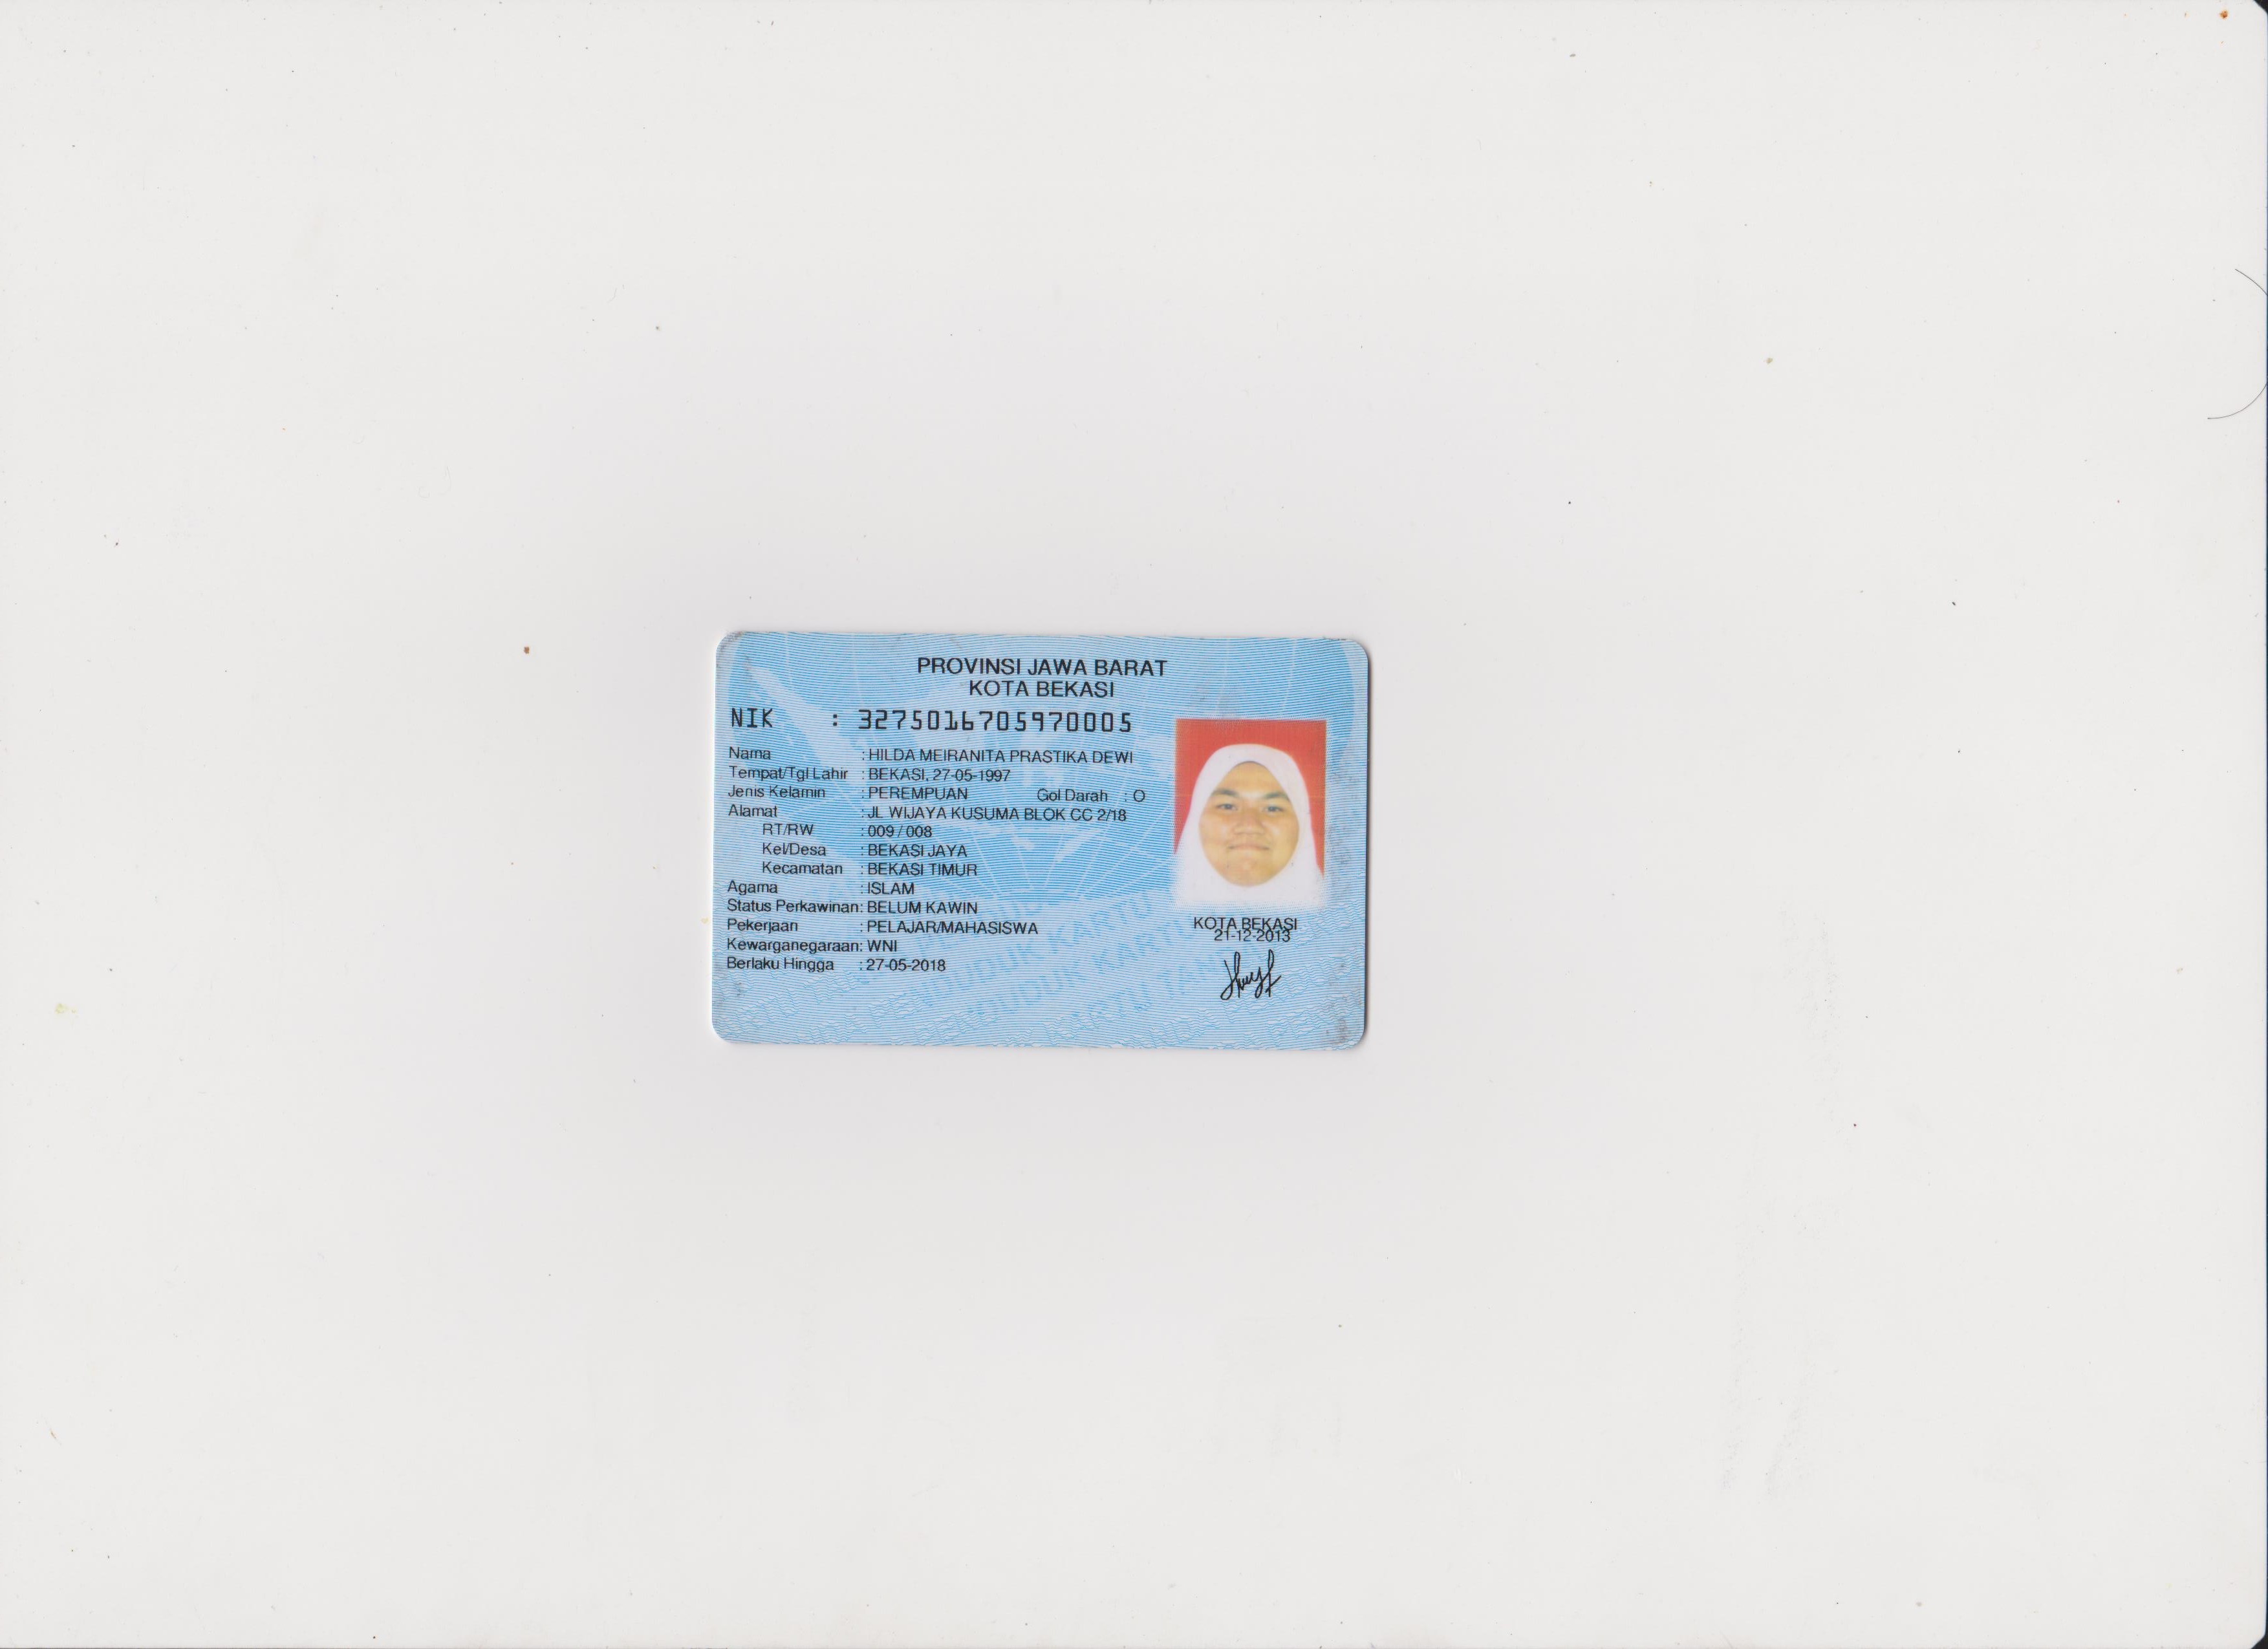 PROVINSI JAWA BARAT
KOTA BEKASI
NIK : 3275016705970005
Nama : HILDA MEIRANITA PRASTIKA DEWI
Tempat/Tgl Lahir : BEKASI, 27-05-1997
Jenis Kelamin : PEREMPUAN Gol Darah : O
Alamat : JL WIJAYA KUSUMA BLOK CC 2/18
RT/RW : 009 / 008
Kel/Desa : BEKASI JAYA
Kecamatan : BEKASI TIMUR
Agama : ISLAM
Status Perkawinan: BELUM KAWIN
Pekerjaan : PELAJAR/MAHASISWA
Kewarganegaraan: WNI
Berlaku Hingga : 27-05-2018
KOTA BEKASI
21-12-2013